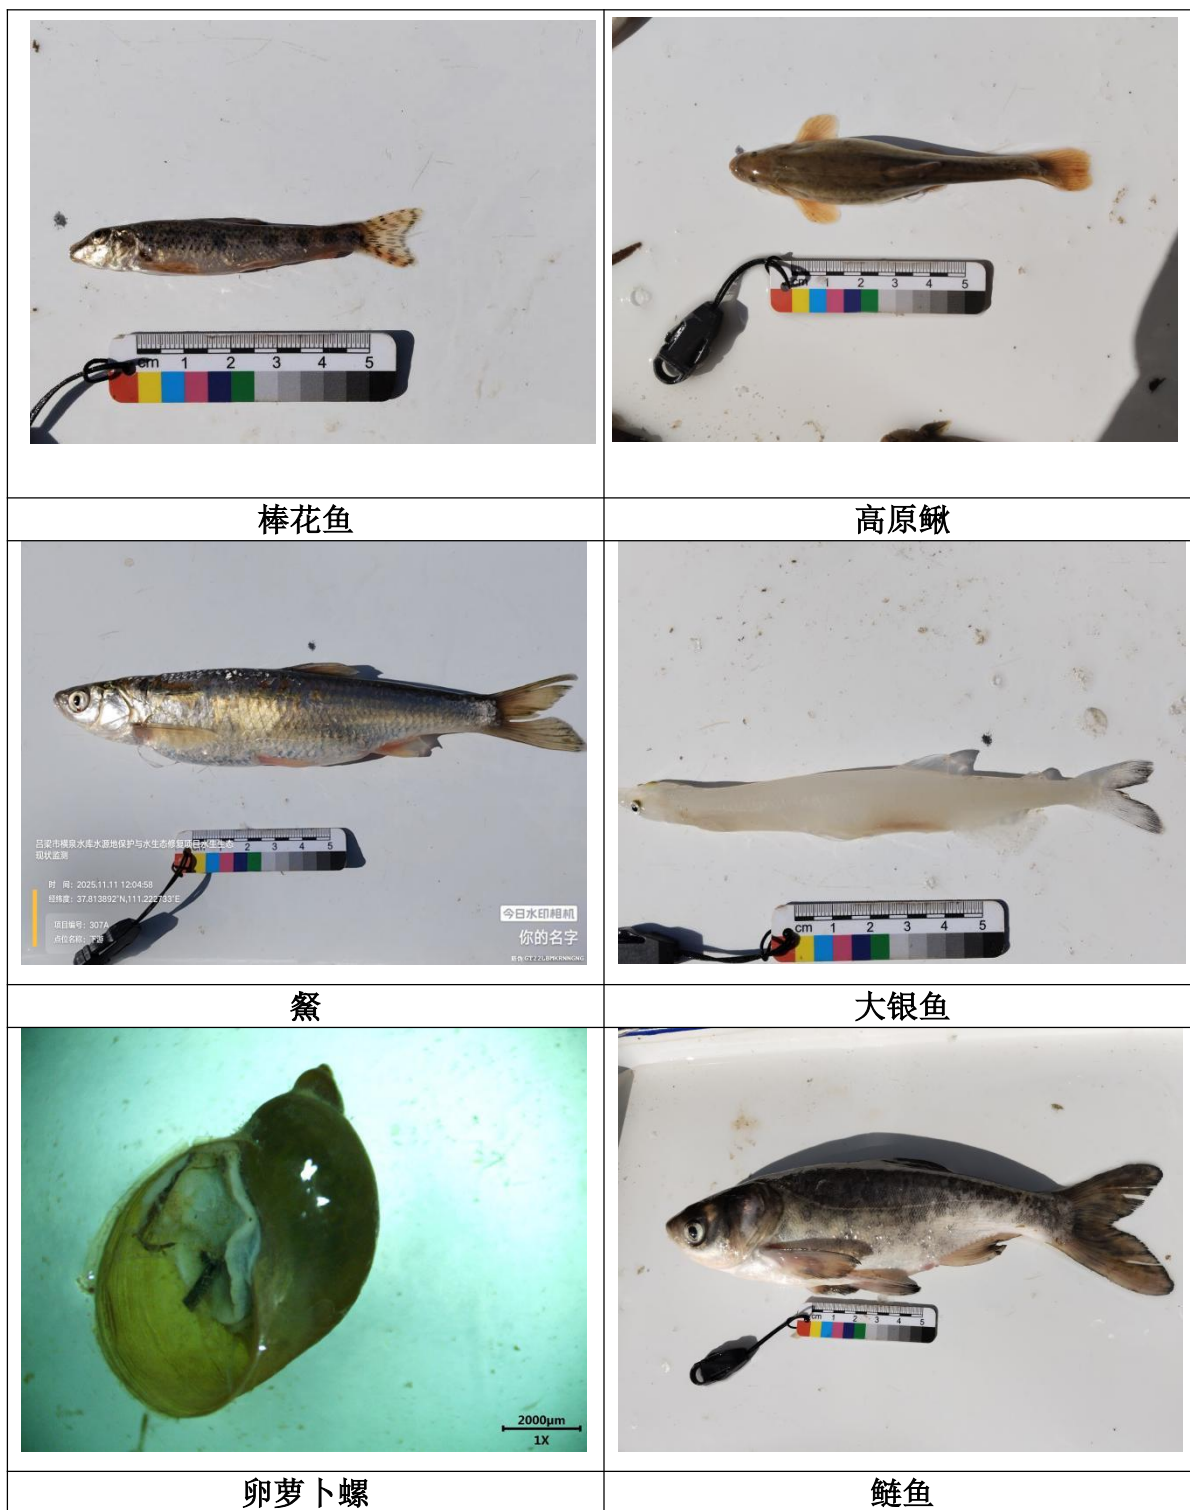 cm 1 2 3 4 5
cm 1 2 3 4 5
棒花鱼
高原鳅
吕梁市横泉水库水源地保护与水生态修复项目水生生态
现状监测
时 间：2025.11.11 12:04:58
经纬度：37.813892°N,111.222733°E
项目编号：307A
点位名称：下游
1 2 3 4 5
今日水印相机
你的名字
cm 1 2 3 4 5
鰵
大银鱼
2000μm
1X
cm 1 2 3 4 5
卵萝卜螺
鲢鱼